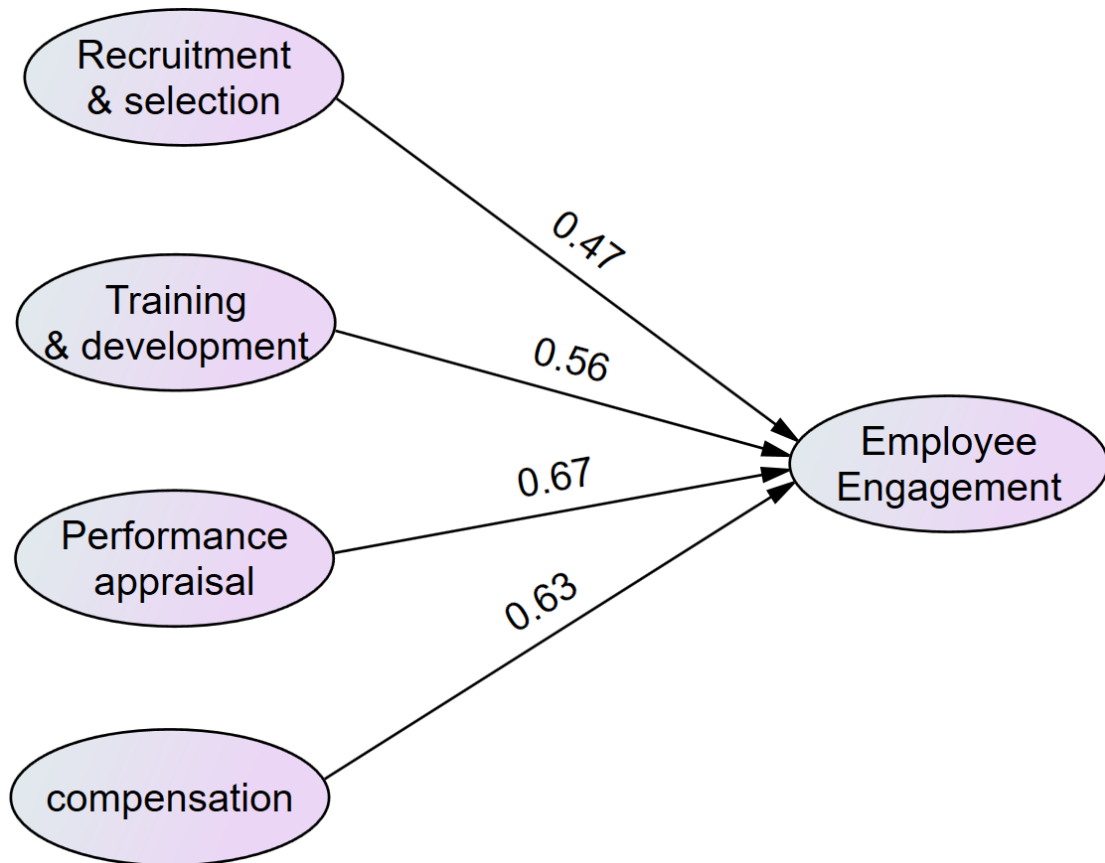 Recruitment
& selection
0.47
Training
& development
0.56
Employee
Engagement
0.67
Performance
appraisal
0.63
compensation